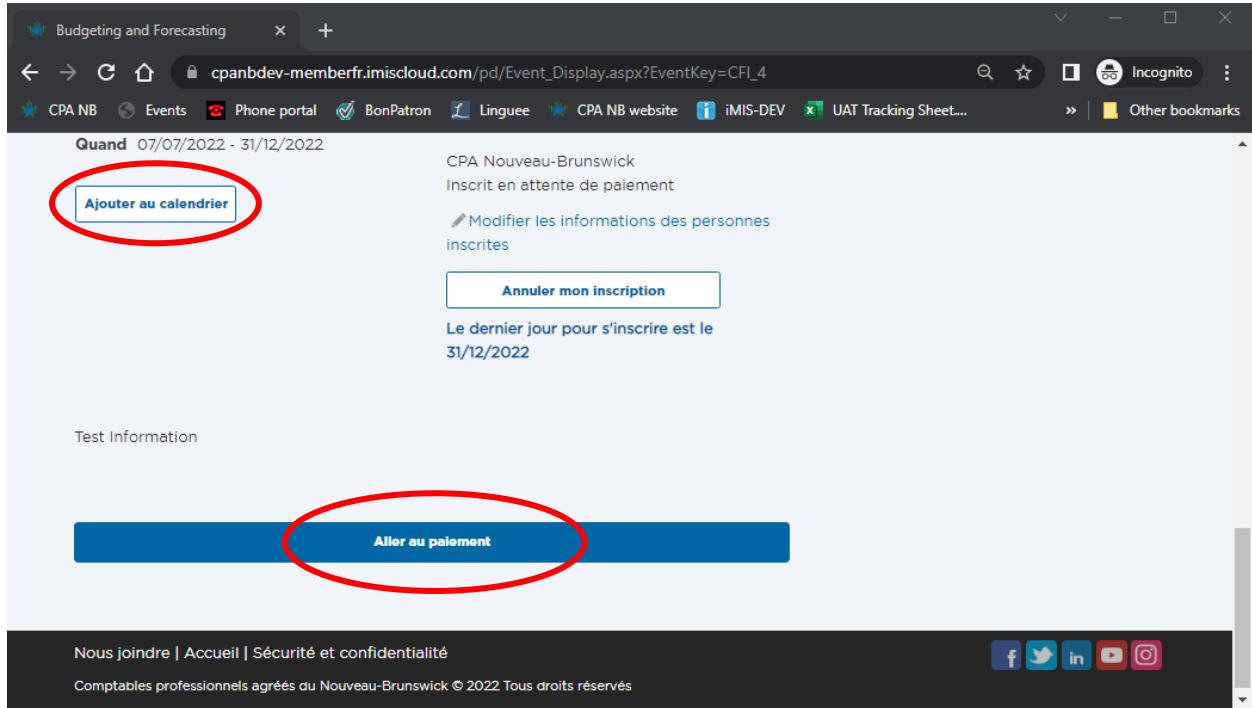 Budgeting and Forecasting
cpanbdev-memberfr.imiscloud.com/pd/Event_Display.aspx?EventKey=CFI_4
Incognito
CPA NB Events Phone portal BonPatron Linguee CPA NB website iMIS-DEV UAT Tracking Sheet.... » Other bookmarks
Quand 07/07/2022 - 31/12/2022
Ajouter au calendrier
CPA Nouveau-Brunswick
Inscrit en attente de paiement
Modifier les informations des personnes
inscrites
Annuler mon inscription
Le dernier jour pour s'inscrire est le
31/12/2022
Test Information
Aller au paiement
Nous joindre | Accueil | Sécurité et confidentialité
Comptables professionnels agréés du Nouveau-Brunswick © 2022 Tous droits réservés